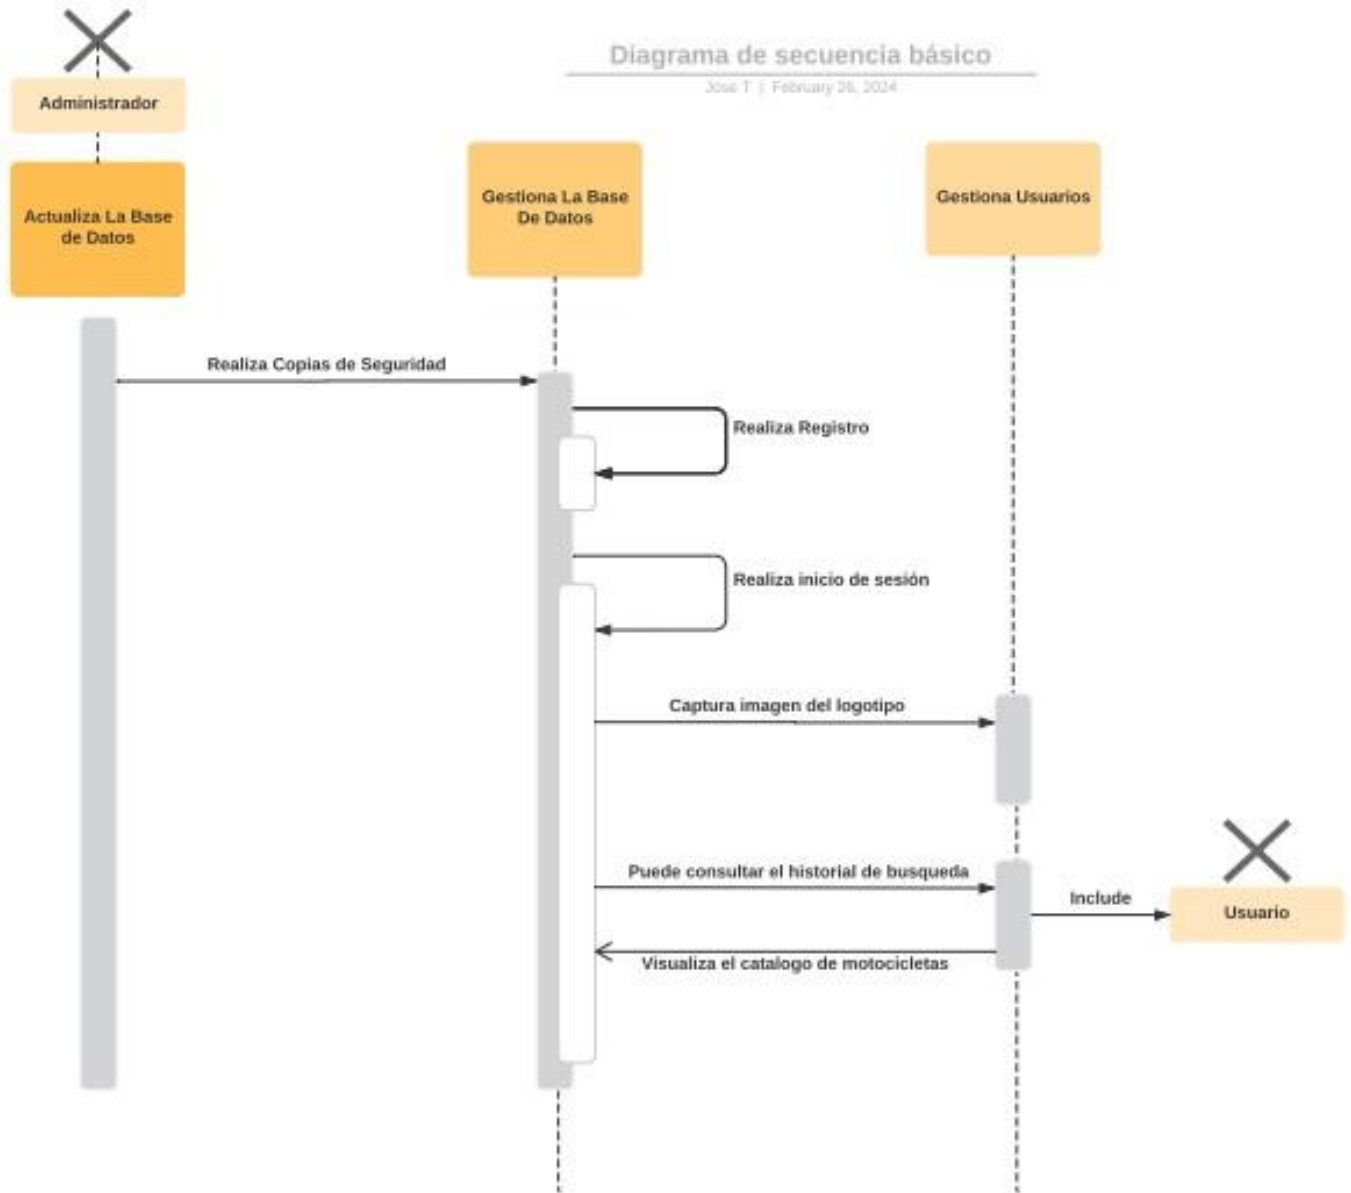 Diagrama de secuencia básico
Jose T | February 26, 2024
Administrador
Actualiza La Base
de Datos
Gestiona La Base
De Datos
Gestiona Usuarios
Realiza Copias de Seguridad
Realiza Registro
Realiza inicio de sesión
Captura imagen del logotipo
Puede consultar el historial de busqueda
Include
Usuario
Visualiza el catalogo de motocicletas